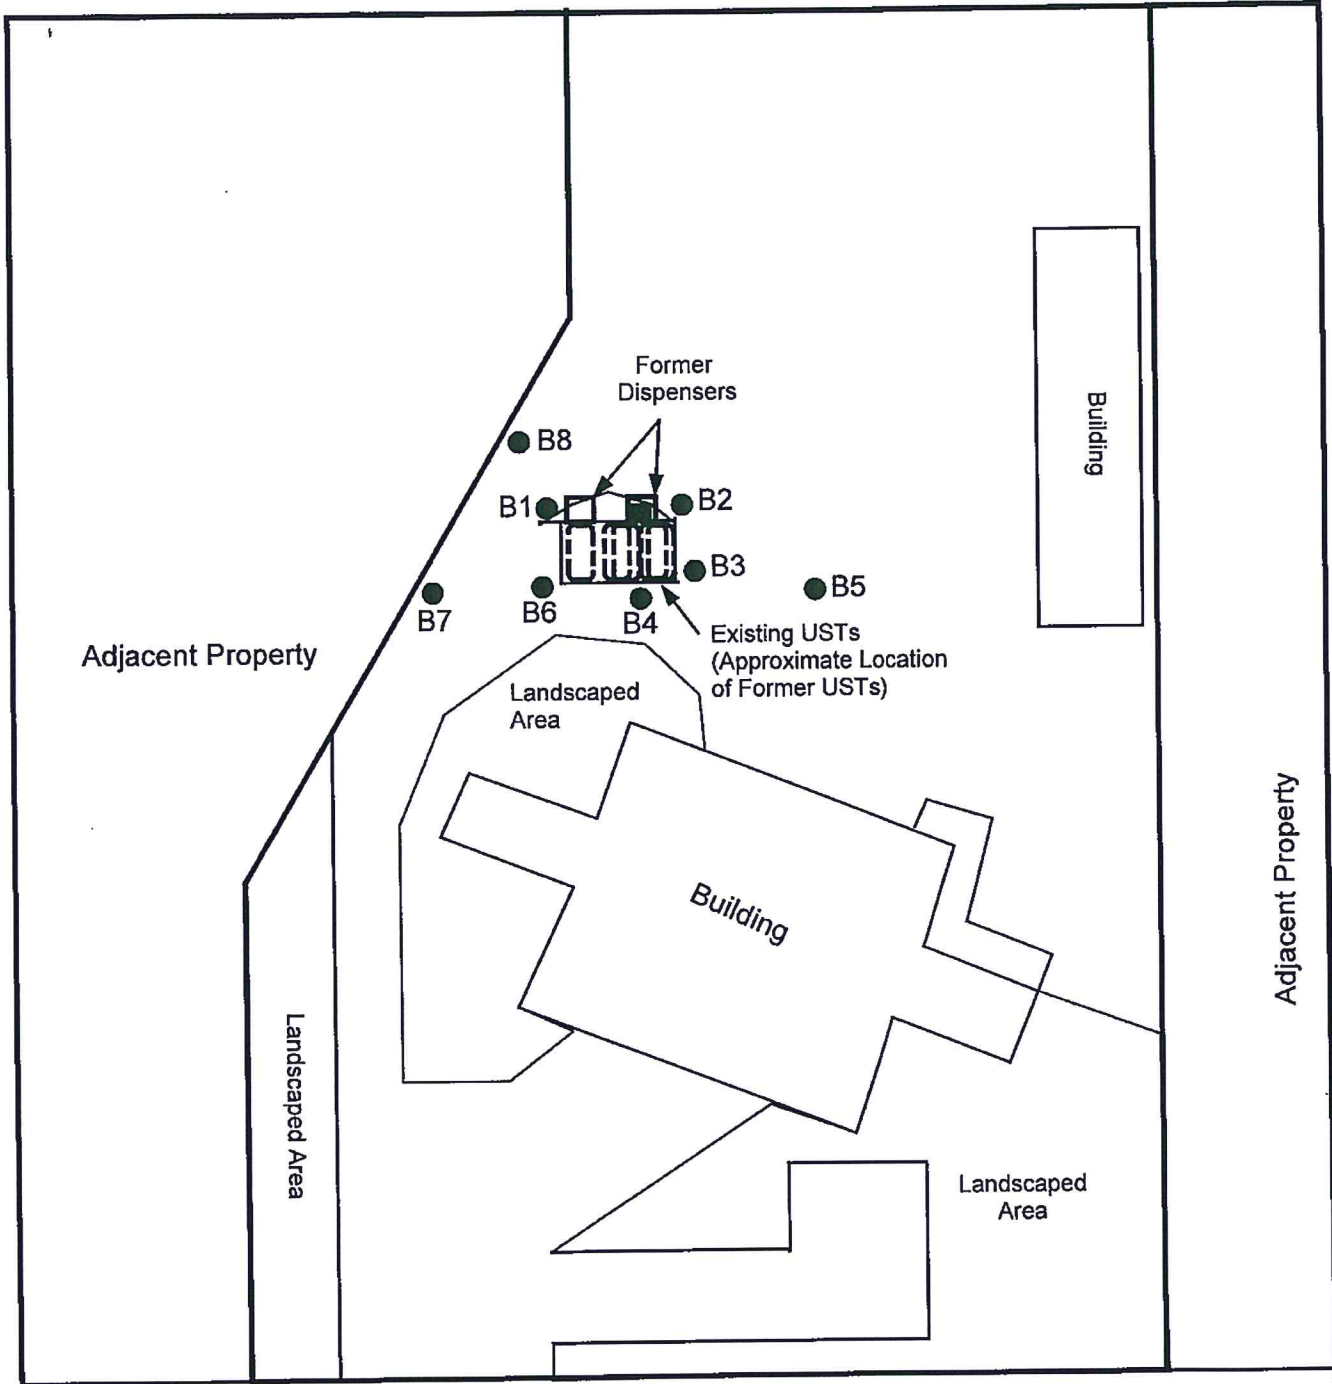 Former
Dispensers
Building
B8
B1
B2
B3
B5
B7
B6
B4
Existing USTs
(Approximate Location
of Former USTs)
Adjacent Property
Landscaped
Area
Adjacent Property
Building
Landscaped Area
Landscaped
Area